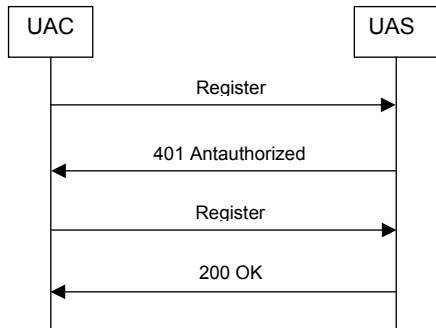 UAC
UAS
Register
401 Antauthorized
Register
200 OK